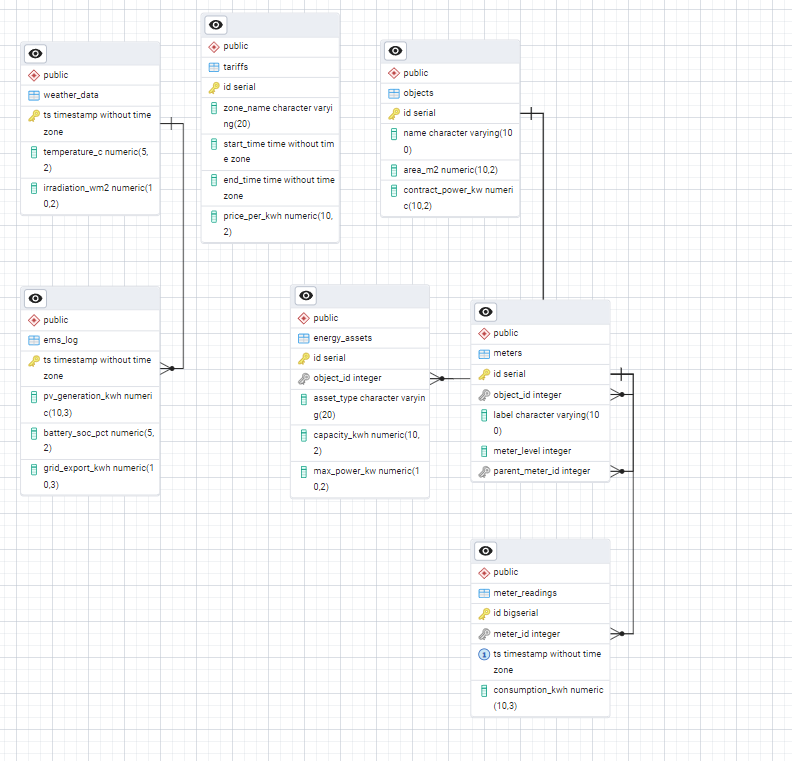 public
weather_data
ts timestamp without time
zone
temperature_c numeric(5,
2)
irradiation_wm2 numeric(1
0,2)
public
tariffs
id serial
zone_name character varyi
ng(20)
start_time time without tim
e zone
end_time time without time
zone
price_per_kwh numeric(10,
2)
public
objects
id serial
name character varying(10
0)
area_m2 numeric(10,2)
contract_power_kw numeri
c(10,2)
public
ems_log
ts timestamp without time
zone
pv_generation_kwh numeri
c(10,3)
battery_soc_pct numeric(5,
2)
grid_export_kwh numeric(1
0,3)
public
energy_assets
id serial
object_id integer
asset_type character varyin
g(20)
capacity_kwh numeric(10,
2)
max_power_kw numeric(1
0,2)
public
meters
id serial
object_id integer
label character varying(10
0)
meter_level integer
parent_meter_id integer
public
meter_readings
id bigserial
meter_id integer
1 ts timestamp without time
zone
consumption_kwh numeric
(10,3)